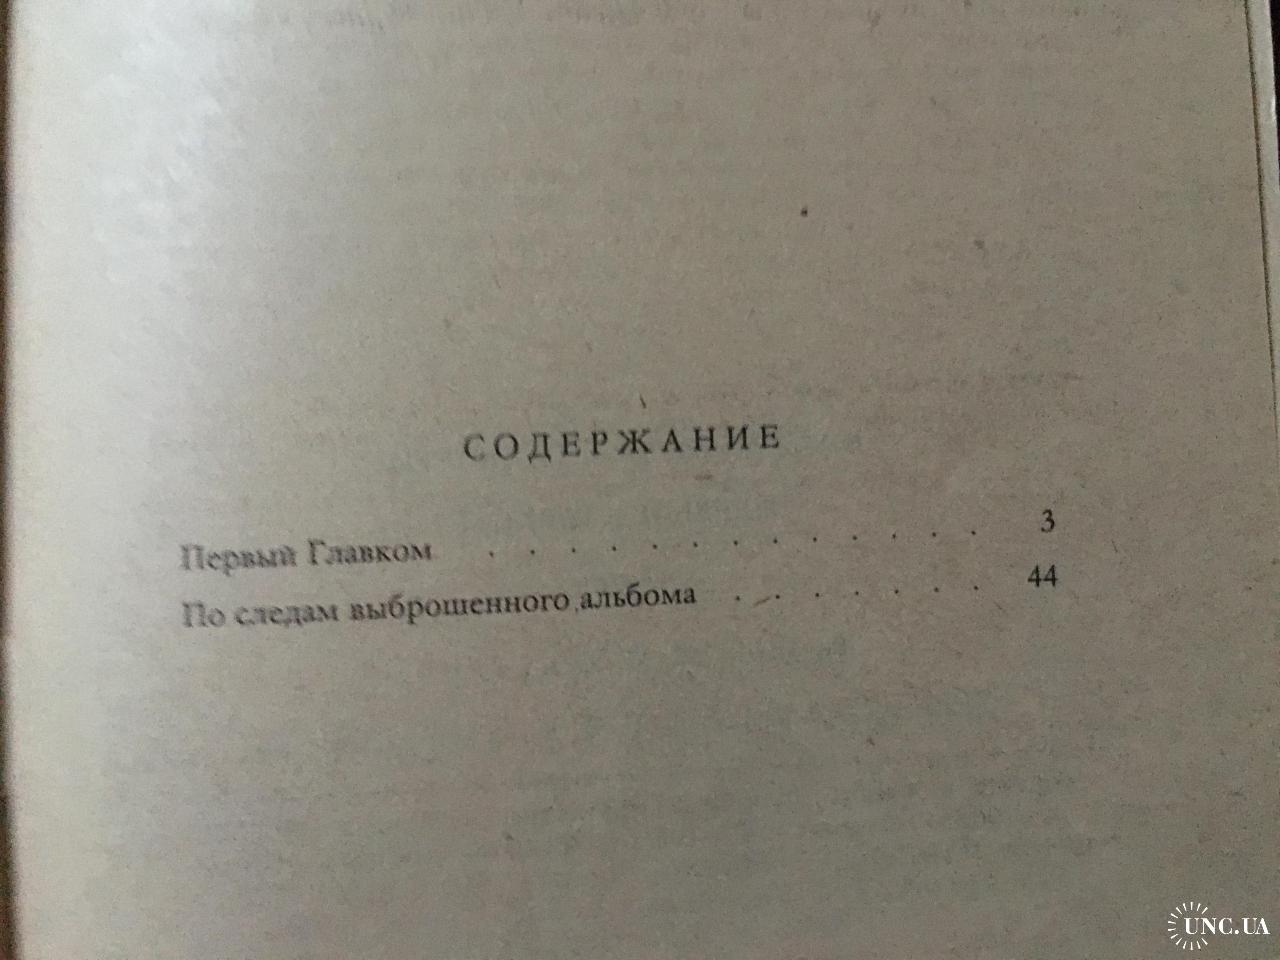 СОДЕРЖАНИЕ
Первый Главком . . . . . . . . . . . . . 3
По следам выброшенного альбома . . . . . . . 44
UNC.UA